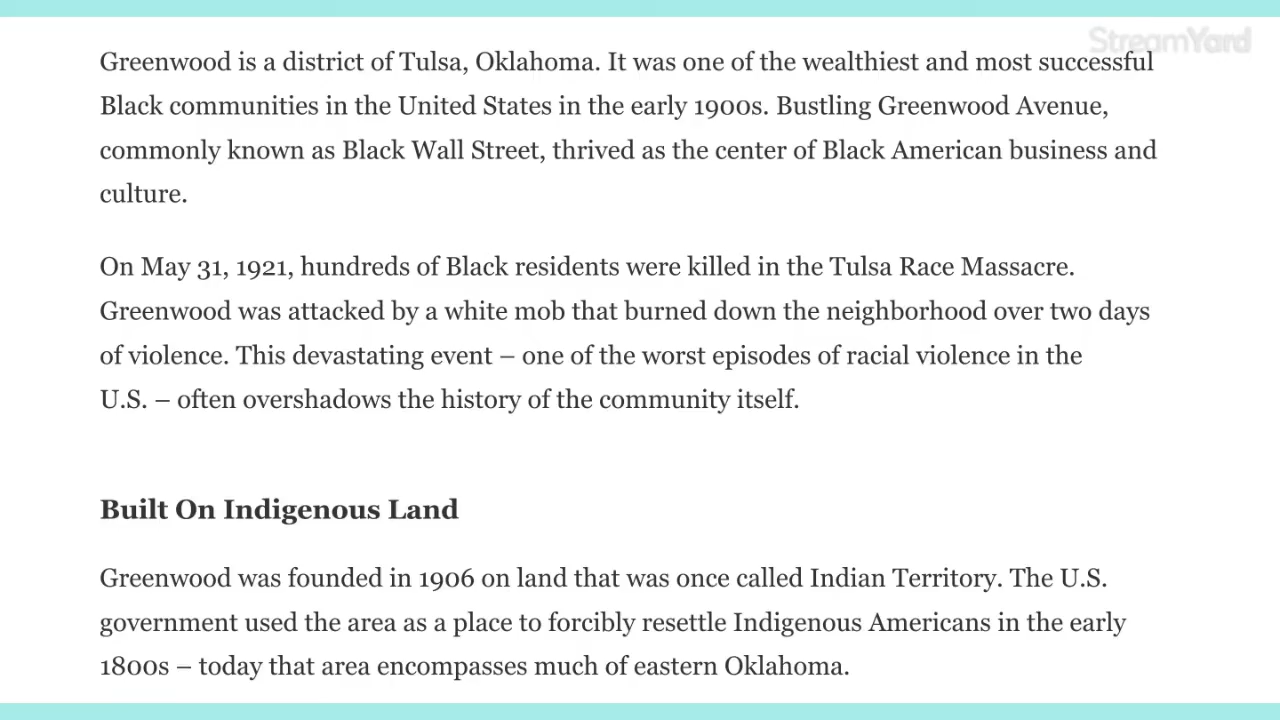 StreamYard
Greenwood is a district of Tulsa, Oklahoma. It was one of the wealthiest and most successful
Black communities in the United States in the early 1900s. Bustling Greenwood Avenue,
commonly known as Black Wall Street, thrived as the center of Black American business and
culture.
On May 31, 1921, hundreds of Black residents were killed in the Tulsa Race Massacre.
Greenwood was attacked by a white mob that burned down the neighborhood over two days
of violence. This devastating event – one of the worst episodes of racial violence in the
U.S. – often overshadows the history of the community itself.
Built On Indigenous Land
Greenwood was founded in 1906 on land that was once called Indian Territory. The U.S.
government used the area as a place to forcibly resettle Indigenous Americans in the early
1800s – today that area encompasses much of eastern Oklahoma.